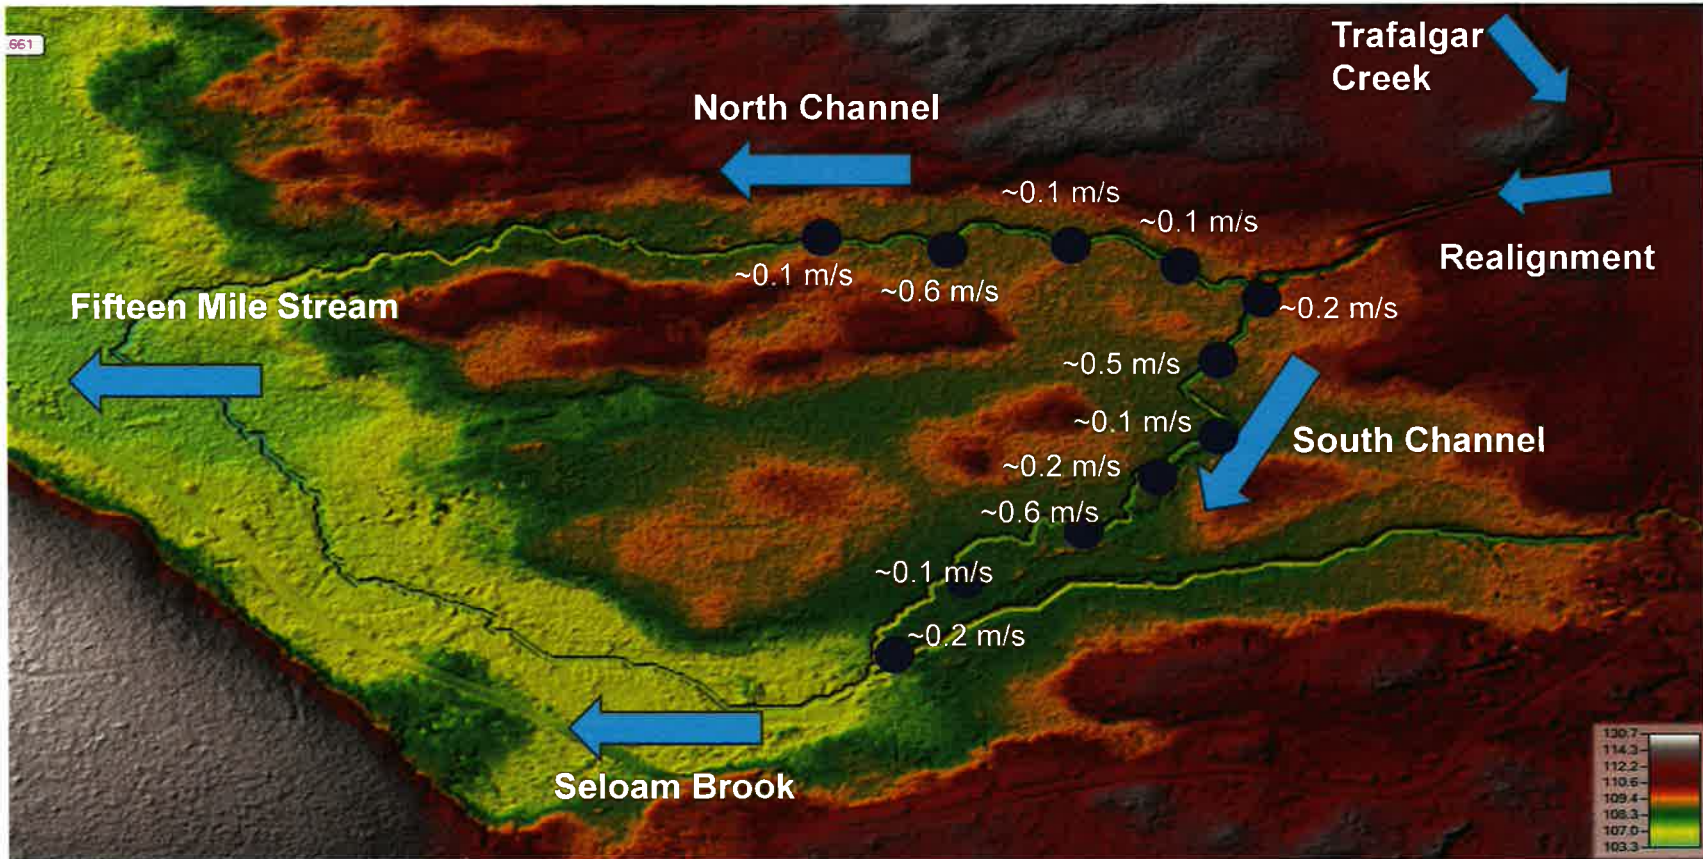 .661
Trafalgar
Creek
North Channel
~0.1 m/s
~0.1 m/s
Realignment
~0.1 m/s
~0.6 m/s
~0.2 m/s
Fifteen Mile Stream
~0.5 m/s
~0.1 m/s
South Channel
~0.2 m/s
~0.6 m/s
~0.1 m/s
~0.2 m/s
Seloam Brook
130.7
114.3
112.2
110.6
109.4
108.3
107.0
103.3